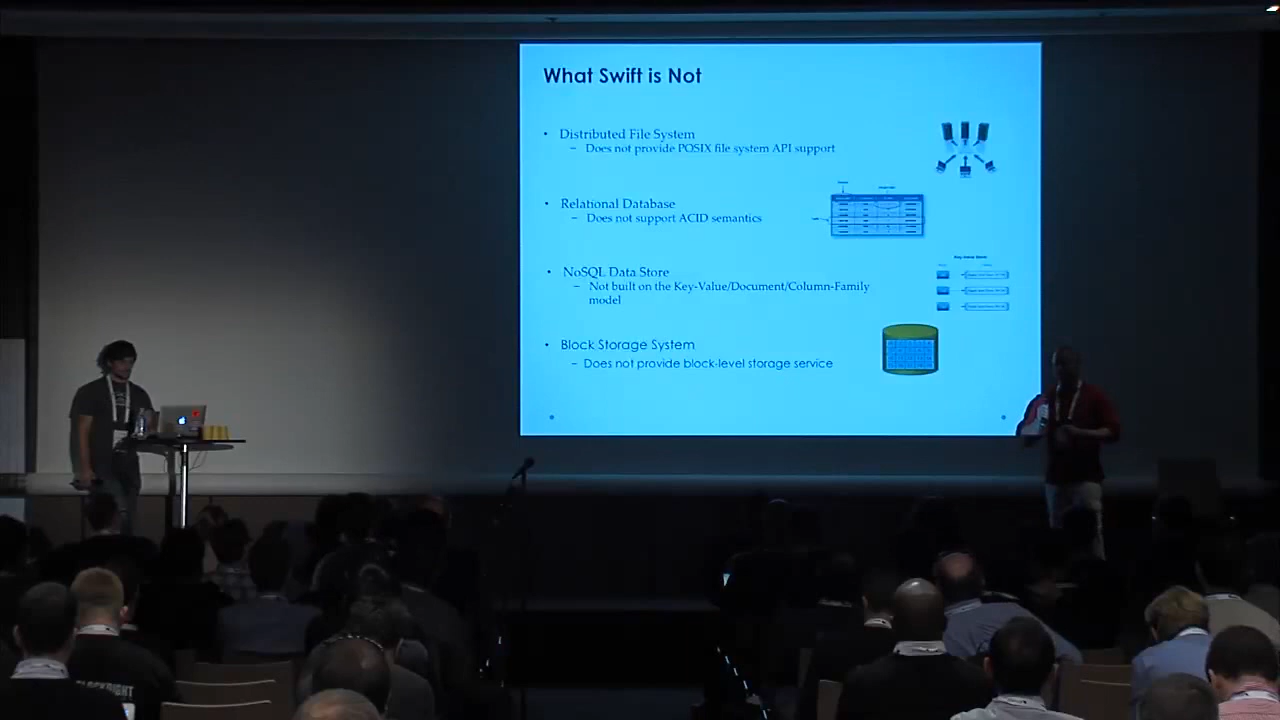 What Swift is Not
• Distributed File System
– Does not provide POSIX file system API support
• Relational Database
– Does not support ACID semantics
• NoSQL Data Store
– Not built on the Key-Value/Document/Column-Family
model
• Block Storage System
– Does not provide block-level storage service